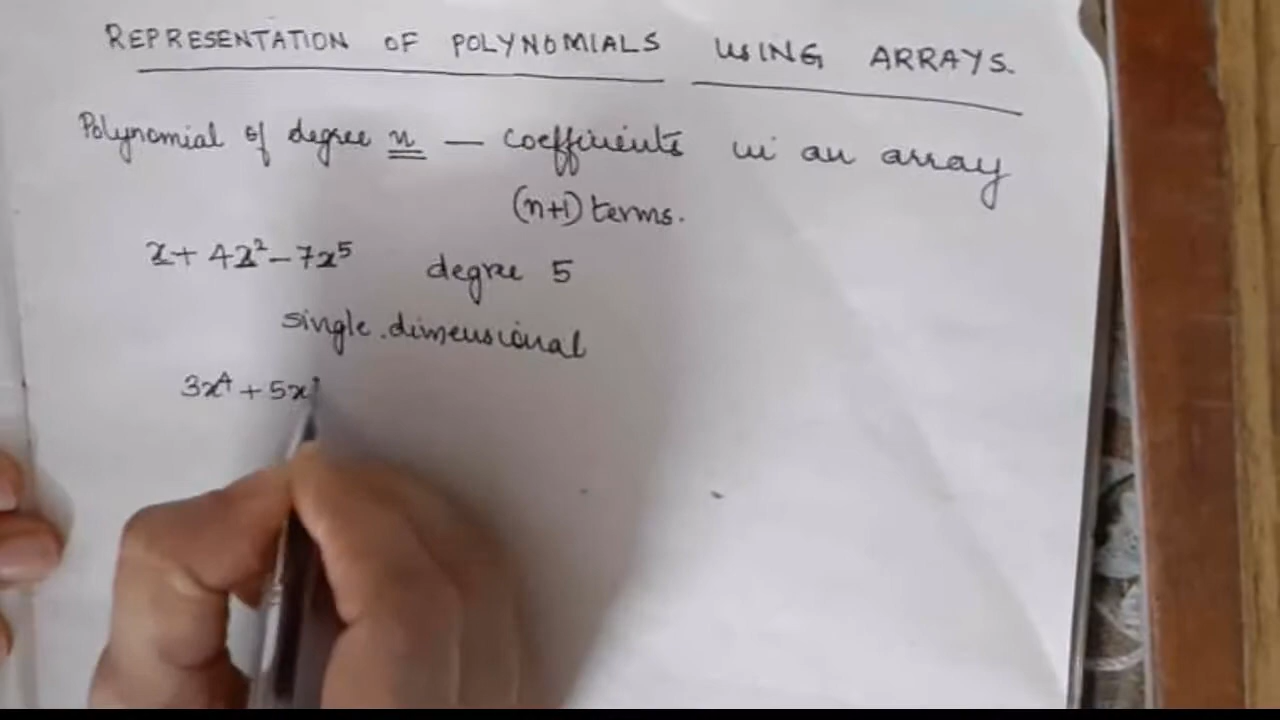 REPRESENTATION OF POLYNOMIALS USING ARRAYS.
Polynomial of degree n — coefficients in an array
(n+1) terms.
x + 4x² - 7x⁵ degree 5
single.dimensional
3x⁴ + 5x